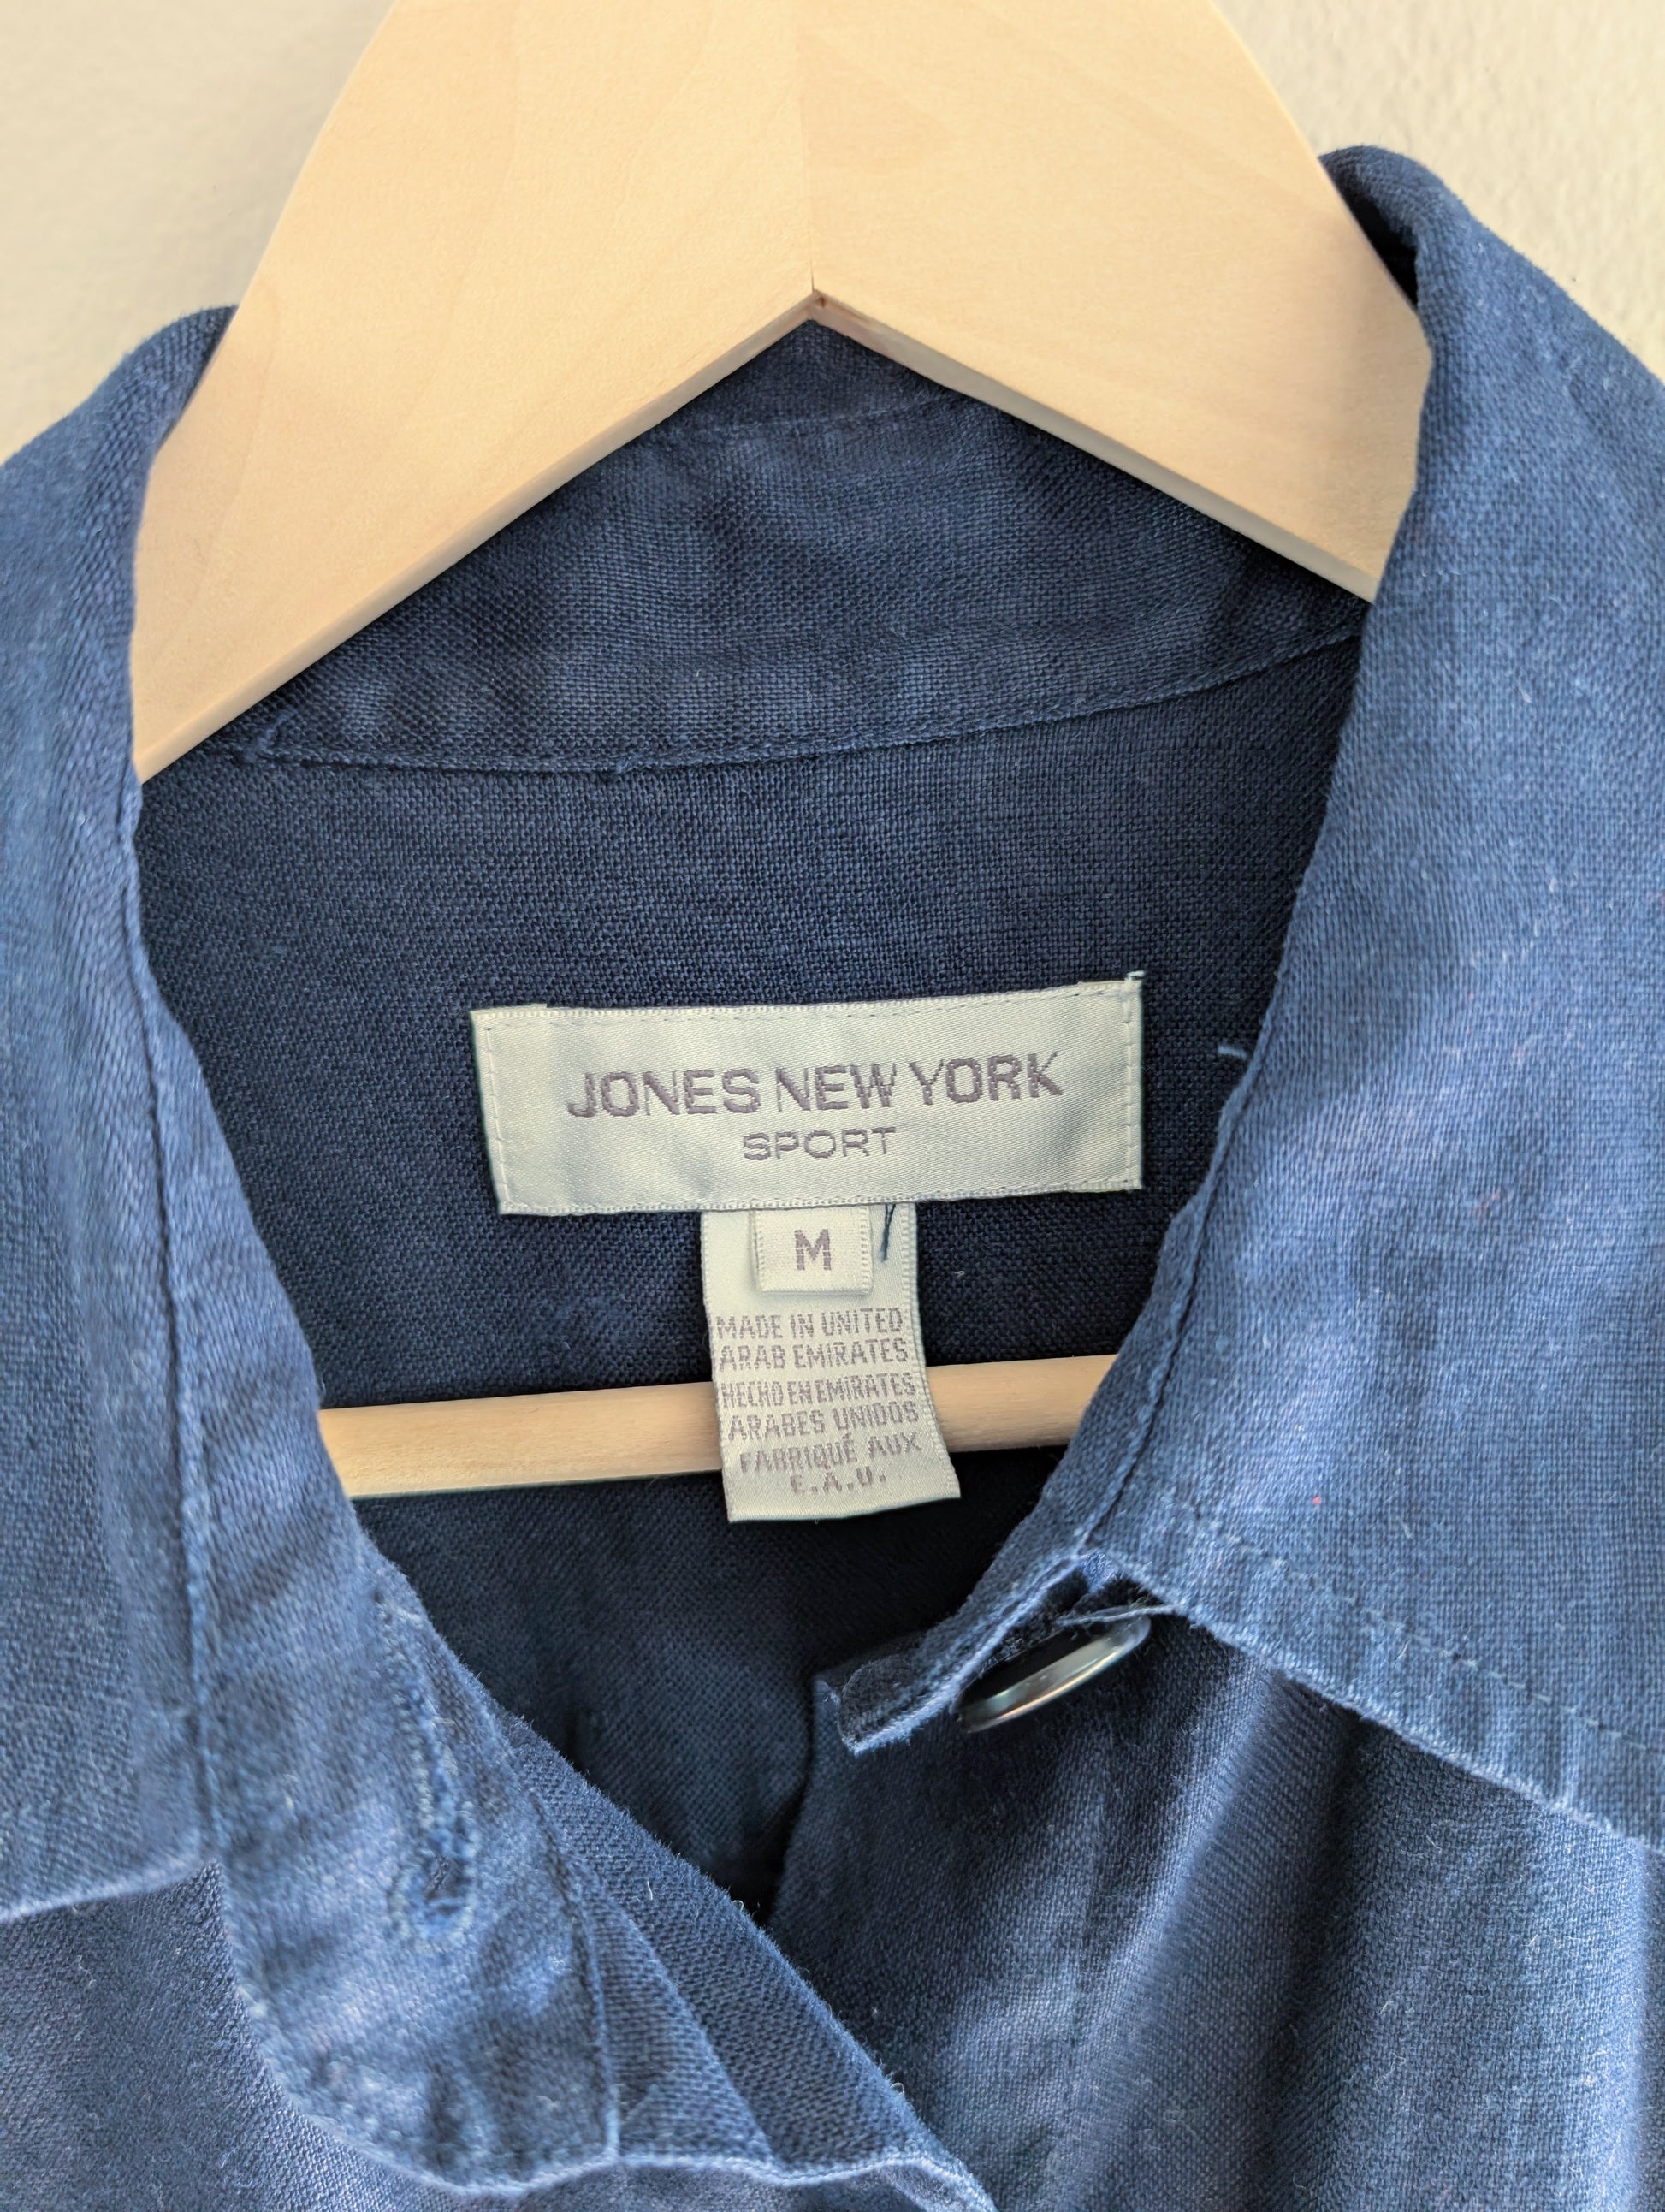 JONES NEW YORK
SPORT
M
MADE IN UNITED
ARAB EMIRATES
HECHO EN EMIRATES
ARABES UNIDOS
FABRIQUÉ AUX
E.A.U.